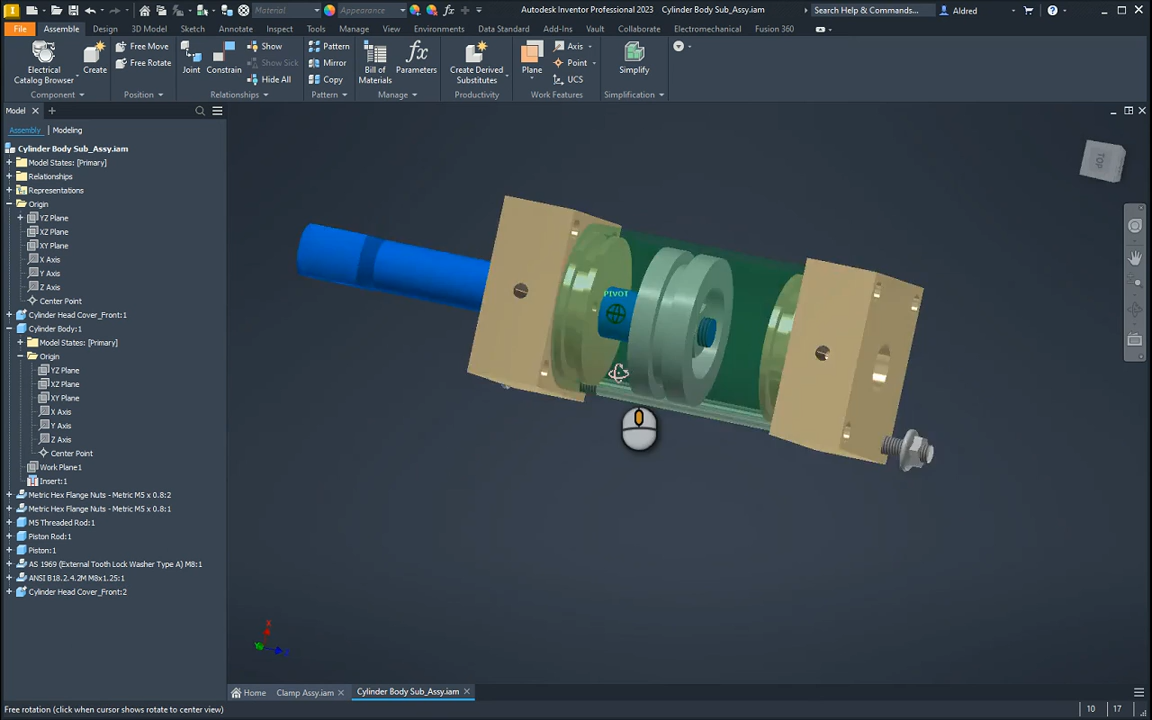 Material
Appearance
Autodesk Inventor Professional 2023 Cylinder Body Sub_Assy.iam
Search Help & Commands...
Aldred
File Assemble Design 3D Model Sketch Annotate Inspect Tools Manage View Environments Data Standard Add-Ins Vault Collaborate Electromechanical Fusion 360
Electrical Catalog Browser
Create
Component
Free Move
Free Rotate
Position
Joint
Constrain
Show
Show Sick
Hide All
Relationships
Pattern
Mirror
Copy
Pattern
Bill of Materials
Parameters
Manage
Create Derived Substitutes
Productivity
Plane
Axis
Point
UCS
Work Features
Simplify
Simplification
Model
Assembly Modeling
Cylinder Body Sub_Assy.iam
Model States: [Primary]
Relationships
Representations
Origin
YZ Plane
XZ Plane
XY Plane
X Axis
Y Axis
Z Axis
Center Point
Cylinder Head Cover_Front:1
Cylinder Body:1
Model States: [Primary]
Origin
YZ Plane
XZ Plane
XY Plane
X Axis
Y Axis
Z Axis
Center Point
Work Plane1
Insert:1
Metric Hex Flange Nuts - Metric M5 x 0.8:2
Metric Hex Flange Nuts - Metric M5 x 0.8:1
M5 Threaded Rod:1
Piston Rod:1
Piston:1
AS 1969 (External Tooth Lock Washer Type A) M8:1
ANSI B18.2.4.2M M8x1.25:1
Cylinder Head Cover_Front:2
TOP
PIVOT
X
Home Clamp Assy.iam Cylinder Body Sub_Assy.iam
Free rotation (click when cursor shows rotate to center view)
10 17